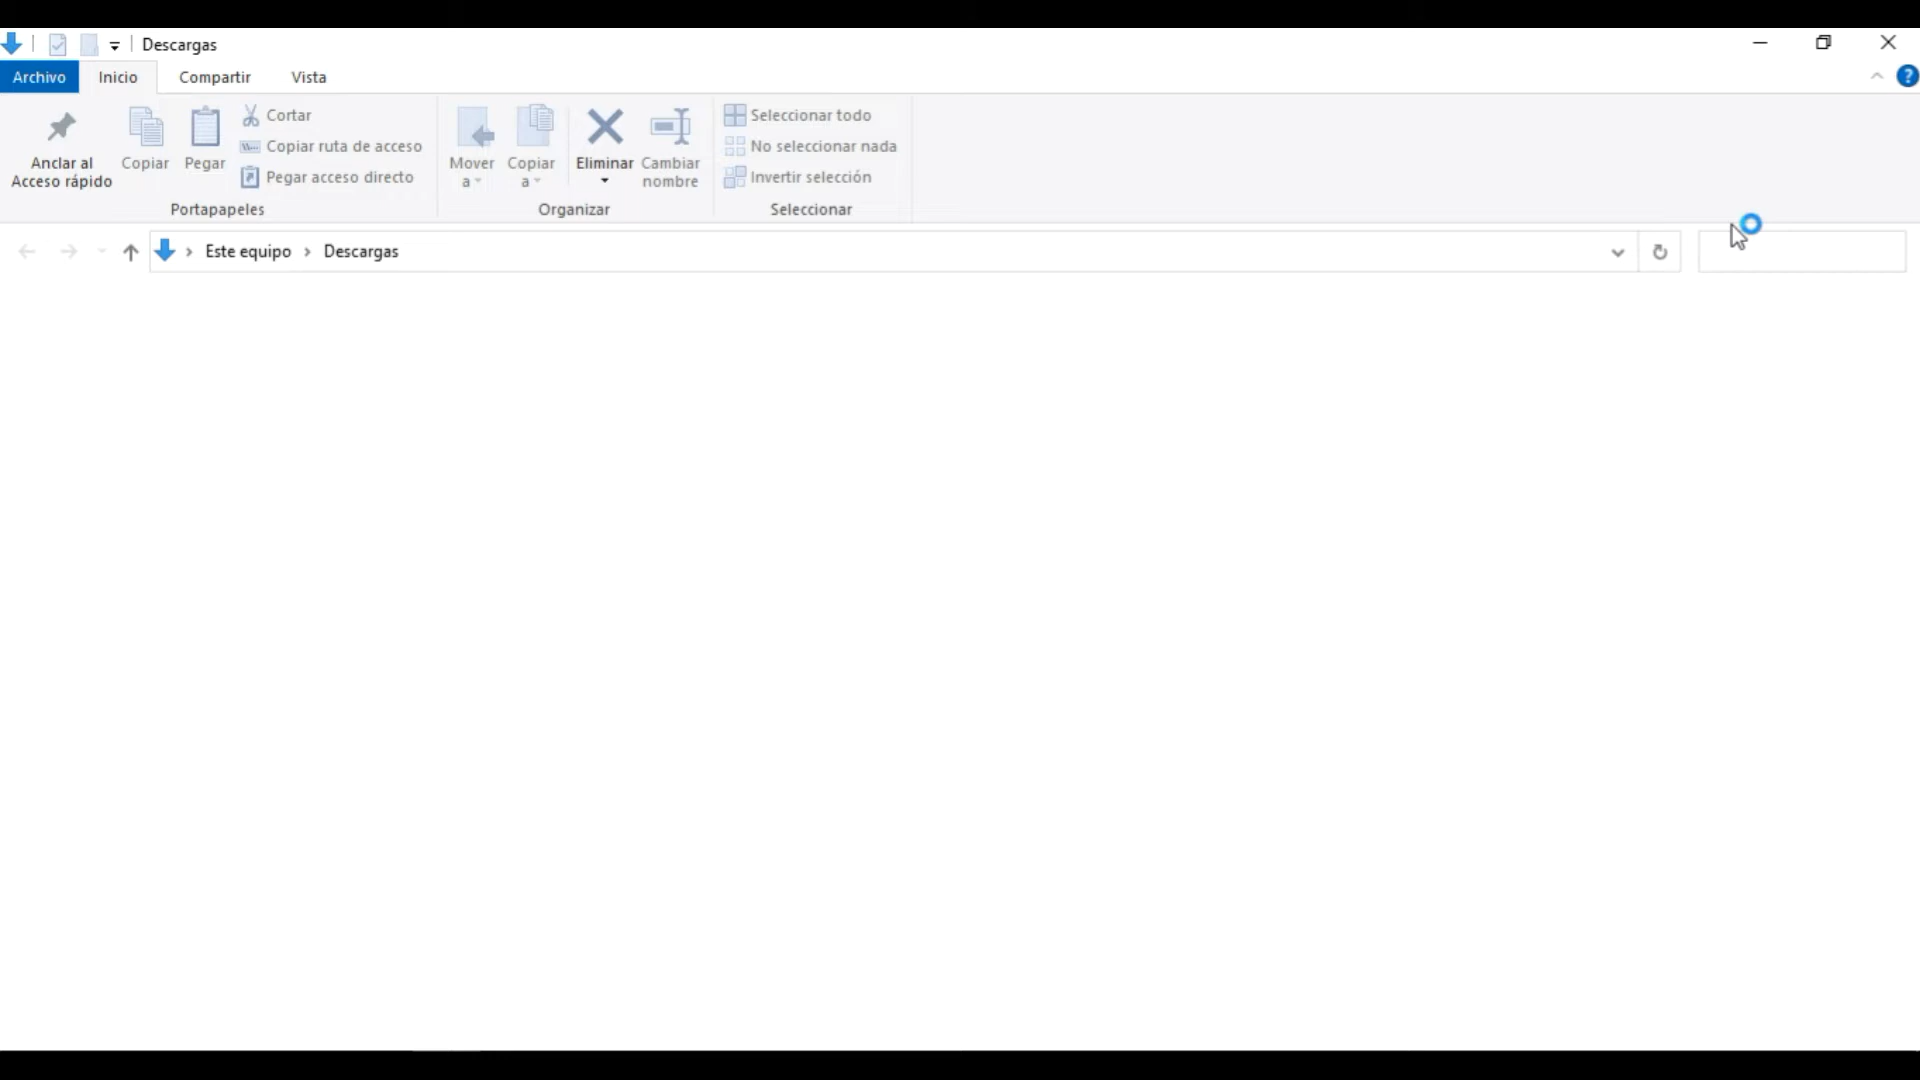 Descargas
Archivo
Inicio
Compartir
Vista
Anclar al
Acceso rápido
Copiar
Pegar
Cortar
Copiar ruta de acceso
Pegar acceso directo
Portapapeles
Mover
a
Copiar
a
Eliminar
Cambiar
nombre
Organizar
Seleccionar todo
No seleccionar nada
Invertir selección
Seleccionar
Este equipo › Descargas